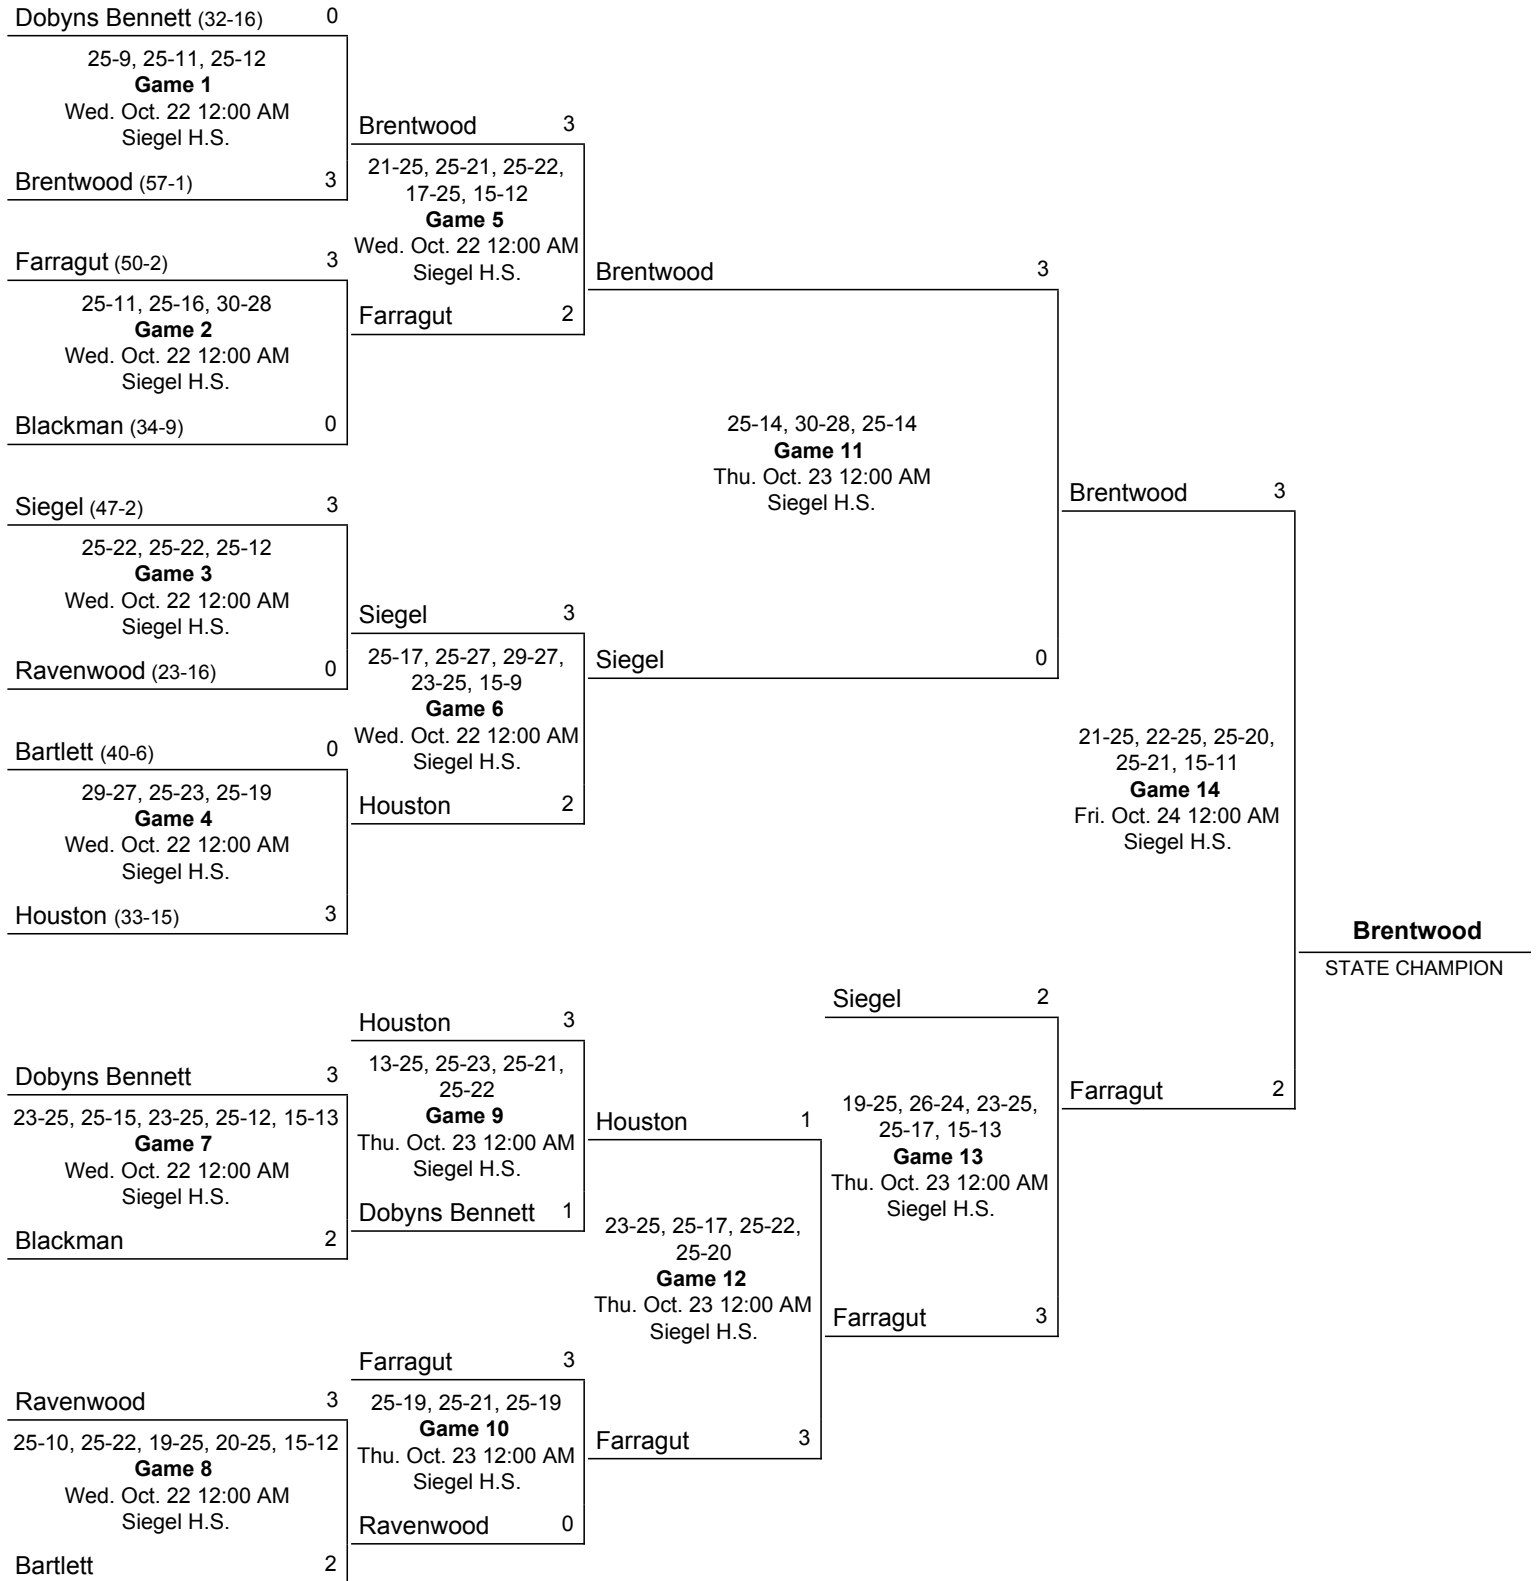 Dobyns Bennett (32-16) 0
25-9, 25-11, 25-12
Game 1
Wed. Oct. 22 12:00 AM
Siegel H.S.
Brentwood (57-1) 3
Farragut (50-2) 3
25-11, 25-16, 30-28
Game 2
Wed. Oct. 22 12:00 AM
Siegel H.S.
Blackman (34-9) 0
Siegel (47-2) 3
25-22, 25-22, 25-12
Game 3
Wed. Oct. 22 12:00 AM
Siegel H.S.
Ravenwood (23-16) 0
Bartlett (40-6) 0
29-27, 25-23, 25-19
Game 4
Wed. Oct. 22 12:00 AM
Siegel H.S.
Houston (33-15) 3
Brentwood 3
21-25, 25-21, 25-22,
17-25, 15-12
Game 5
Wed. Oct. 22 12:00 AM
Siegel H.S.
Farragut 2
Siegel 3
25-17, 25-27, 29-27,
23-25, 15-9
Game 6
Wed. Oct. 22 12:00 AM
Siegel H.S.
Houston 2
Brentwood 3
25-14, 30-28, 25-14
Game 11
Thu. Oct. 23 12:00 AM
Siegel H.S.
Siegel 0
Brentwood 3
21-25, 22-25, 25-20,
25-21, 15-11
Game 14
Fri. Oct. 24 12:00 AM
Siegel H.S.
Farragut 2
Brentwood
STATE CHAMPION
Dobyns Bennett 3
23-25, 25-15, 23-25, 25-12, 15-13
Game 7
Wed. Oct. 22 12:00 AM
Siegel H.S.
Blackman 2
Ravenwood 3
25-10, 25-22, 19-25, 20-25, 15-12
Game 8
Wed. Oct. 22 12:00 AM
Siegel H.S.
Bartlett 2
Houston 3
13-25, 25-23, 25-21,
25-22
Game 9
Thu. Oct. 23 12:00 AM
Siegel H.S.
Dobyns Bennett 1
Farragut 3
25-19, 25-21, 25-19
Game 10
Thu. Oct. 23 12:00 AM
Siegel H.S.
Ravenwood 0
Houston 1
23-25, 25-17, 25-22,
25-20
Game 12
Thu. Oct. 23 12:00 AM
Siegel H.S.
Farragut 3
Siegel 2
19-25, 26-24, 23-25,
25-17, 15-13
Game 13
Thu. Oct. 23 12:00 AM
Siegel H.S.
Farragut 3